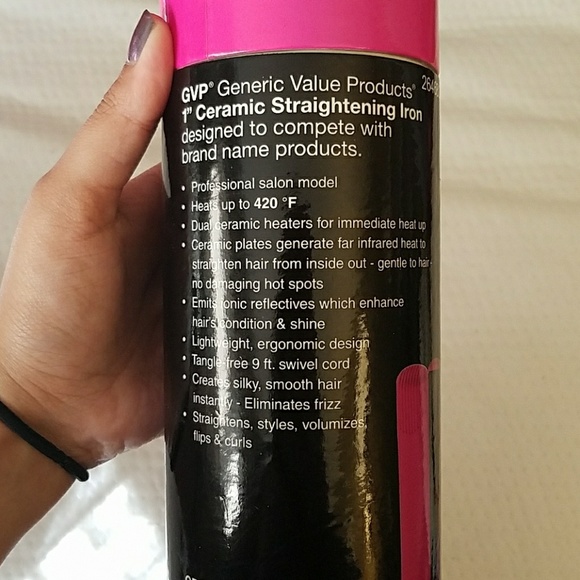 GVP® Generic Value Products®
1" Ceramic Straightening Iron
designed to compete with
brand name products.
• Professional salon model
• Heats up to 420 °F
• Dual ceramic heaters for immediate heat up
• Ceramic plates generate far infrared heat to
straighten hair from inside out - gentle to hair -
no damaging hot spots
• Emits ionic reflectives which enhance
hair's condition & shine
• Lightweight, ergonomic design
• Tangle-free 9 ft. swivel cord
• Creates silky, smooth hair
instantly - Eliminates frizz
• Straightens, styles, volumizes,
flips & curls